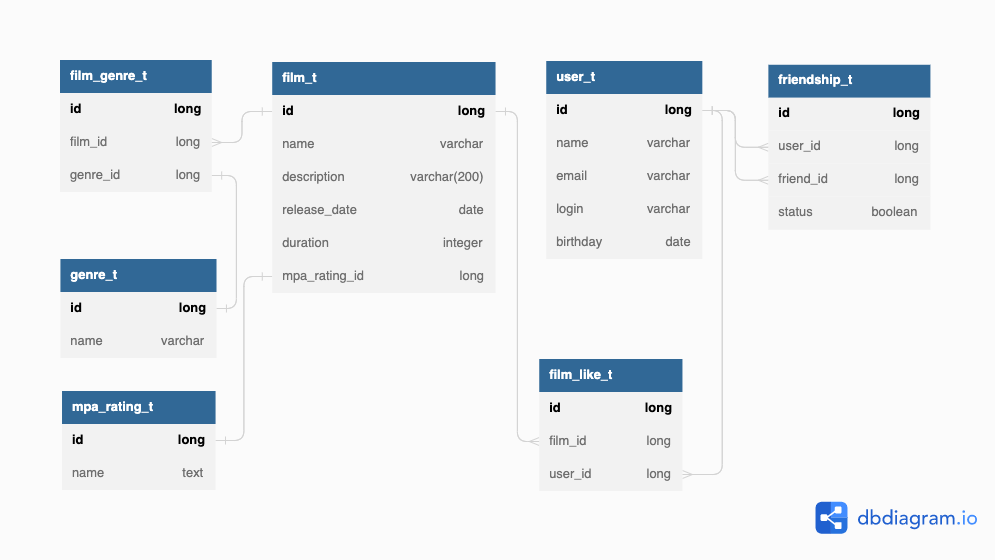 film_genre_t
id long
film_id long
genre_id long
film_t
id long
name varchar
description varchar(200)
release_date date
duration integer
mpa_rating_id long
user_t
id long
name varchar
email varchar
login varchar
birthday date
friendship_t
id long
user_id long
friend_id long
status boolean
genre_t
id long
name varchar
mpa_rating_t
id long
name text
film_like_t
id long
film_id long
user_id long
dbdiagram.io